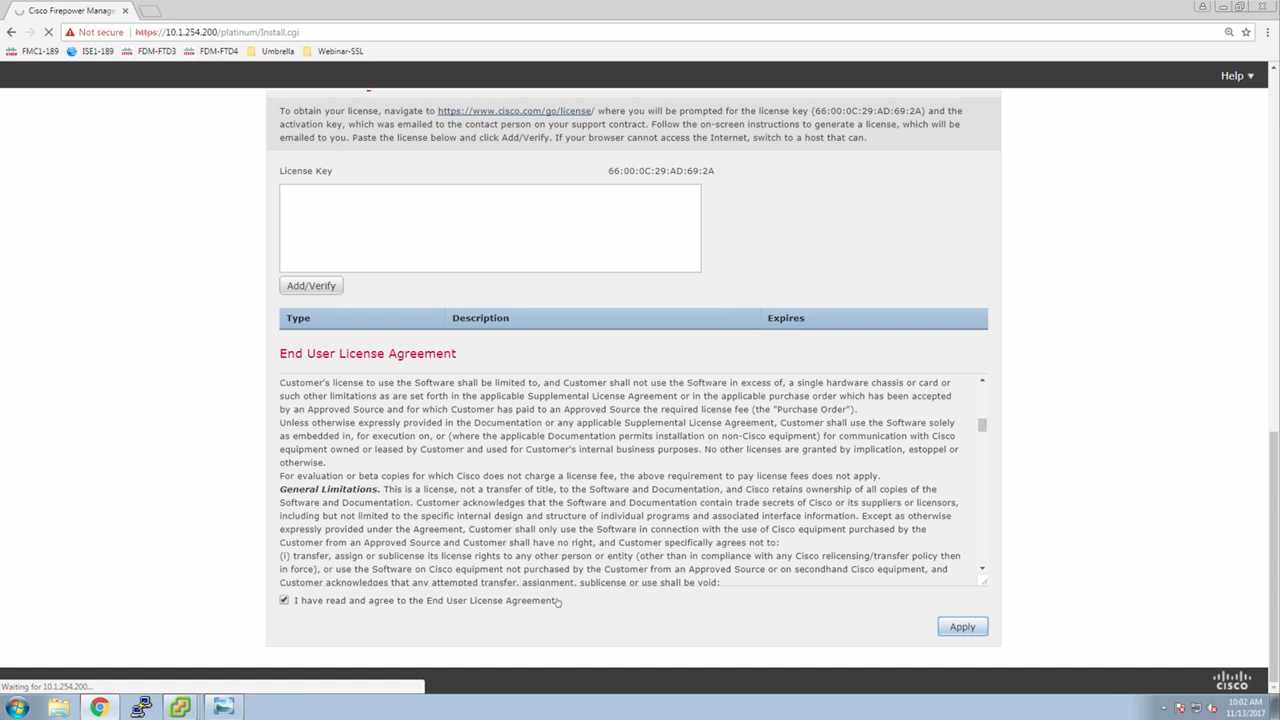 Cisco Firepower Manag
Not secure https://10.1.254.200/platinum/Install.cgi
FMC1-189 ISE1-189 FDM-FTD3 FDM-FTD4 Umbrella Webinar-SSL
Help
To obtain your license, navigate to https://www.cisco.com/go/license/ where you will be prompted for the license key (66:00:0C:29:AD:69:2A) and the
activation key, which was emailed to the contact person on your support contract. Follow the on-screen instructions to generate a license, which will be
emailed to you. Paste the license below and click Add/Verify. If your browser cannot access the Internet, switch to a host that can.
License Key 66:00:0C:29:AD:69:2A
Add/Verify
Type Description Expires
End User License Agreement
Customer's license to use the Software shall be limited to, and Customer shall not use the Software in excess of, a single hardware chassis or card or
such other limitations as are set forth in the applicable Supplemental License Agreement or in the applicable purchase order which has been accepted
by an Approved Source and for which Customer has paid to an Approved Source the required license fee (the "Purchase Order").
Unless otherwise expressly provided in the Documentation or any applicable Supplemental License Agreement, Customer shall use the Software solely
as embedded in, for execution on, or (where the applicable Documentation permits installation on non-Cisco equipment) for communication with Cisco
equipment owned or leased by Customer and used for Customer's internal business purposes. No other licenses are granted by implication, estoppel or
otherwise.
For evaluation or beta copies for which Cisco does not charge a license fee, the above requirement to pay license fees does not apply.
General Limitations. This is a license, not a transfer of title, to the Software and Documentation, and Cisco retains ownership of all copies of the
Software and Documentation. Customer acknowledges that the Software and Documentation contain trade secrets of Cisco or its suppliers or licensors,
including but not limited to the specific internal design and structure of individual programs and associated interface information. Except as otherwise
expressly provided under the Agreement, Customer shall only use the Software in connection with the use of Cisco equipment purchased by the
Customer from an Approved Source and Customer shall have no right, and Customer specifically agrees not to:
(i) transfer, assign or sublicense its license rights to any other person or entity (other than in compliance with any Cisco relicensing/transfer policy then
in force), or use the Software on Cisco equipment not purchased by the Customer from an Approved Source or on secondhand Cisco equipment, and
Customer acknowledges that any attempted transfer, assignment, sublicense or use shall be void;
I have read and agree to the End User License Agreement
Apply
Waiting for 10.1.254.200...
CISCO
10:02 AM
11/13/2017